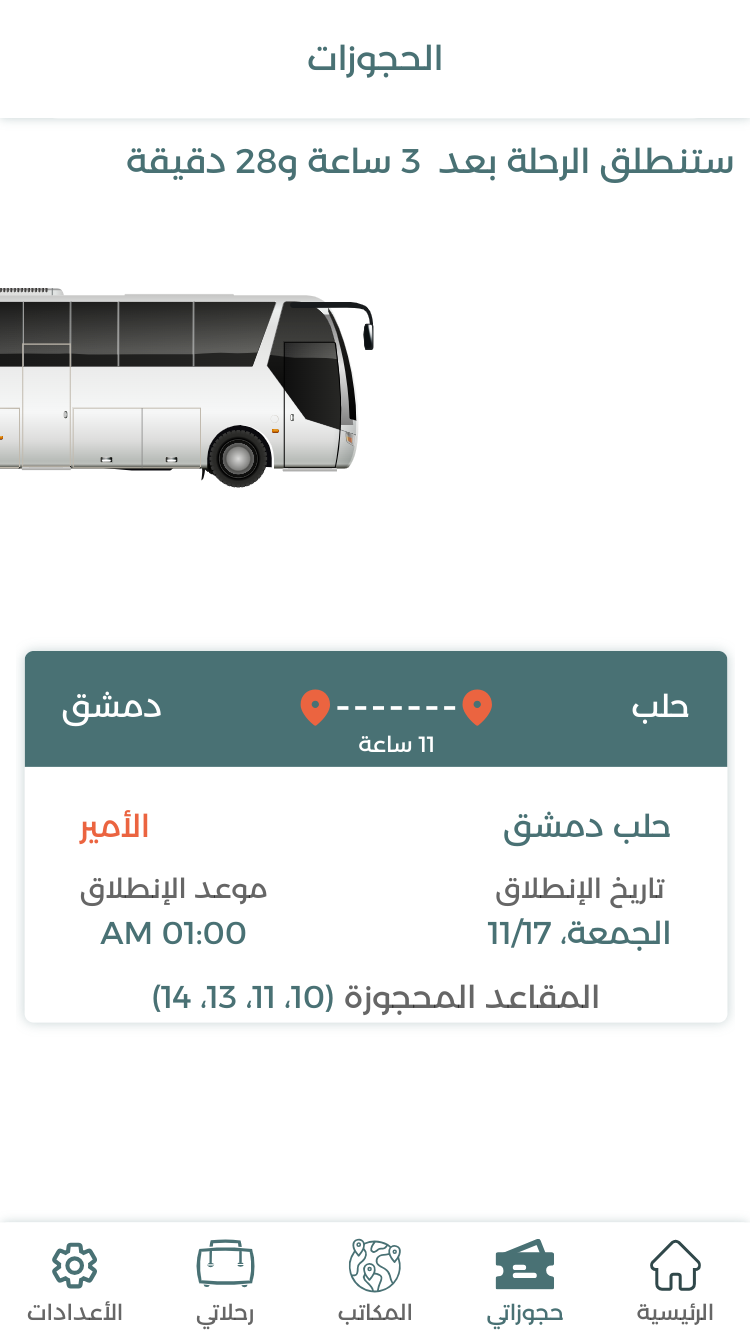 الحجوزات
ستنطلق الرحلة بعد 3 ساعة و28 دقيقة
حلب دمشق
11 ساعة
حلب دمشق الأمير
تاريخ الإنطلاق موعد الإنطلاق
الجمعة، 11/17 01:00 AM
المقاعد المحجوزة (10، 11، 13، 14)
الرئيسية حجوزاتي المكاتب رحلاتي الأعدادات